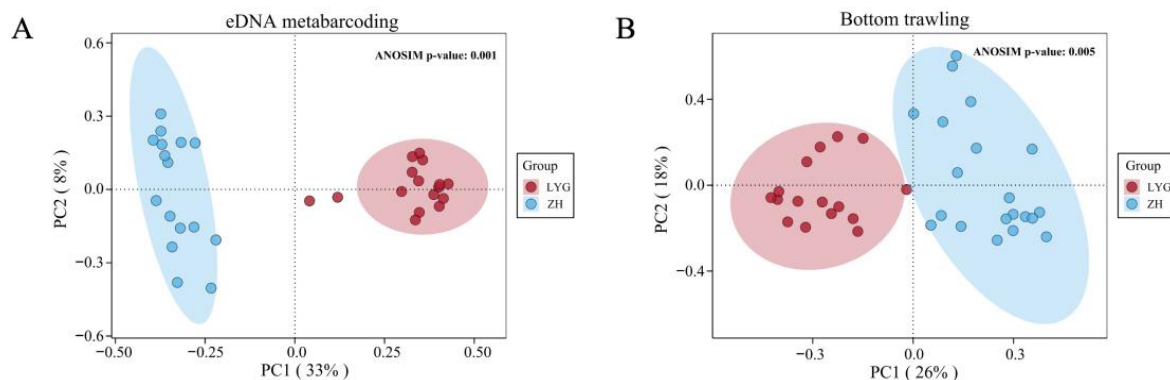 A
eDNA metabarcoding
ANOSIM p-value: 0.001
PC2 ( 8% )
0.6
0.3
0.0
−0.3
−0.6
−0.50
−0.25
0.0
0.25
0.50
PC1 ( 33% )
Group
LYG
ZH
B
Bottom trawling
ANOSIM p-value: 0.005
PC2 ( 18% )
0.4
0.0
−0.4
−0.3
0.0
0.3
PC1 ( 26% )
Group
LYG
ZH